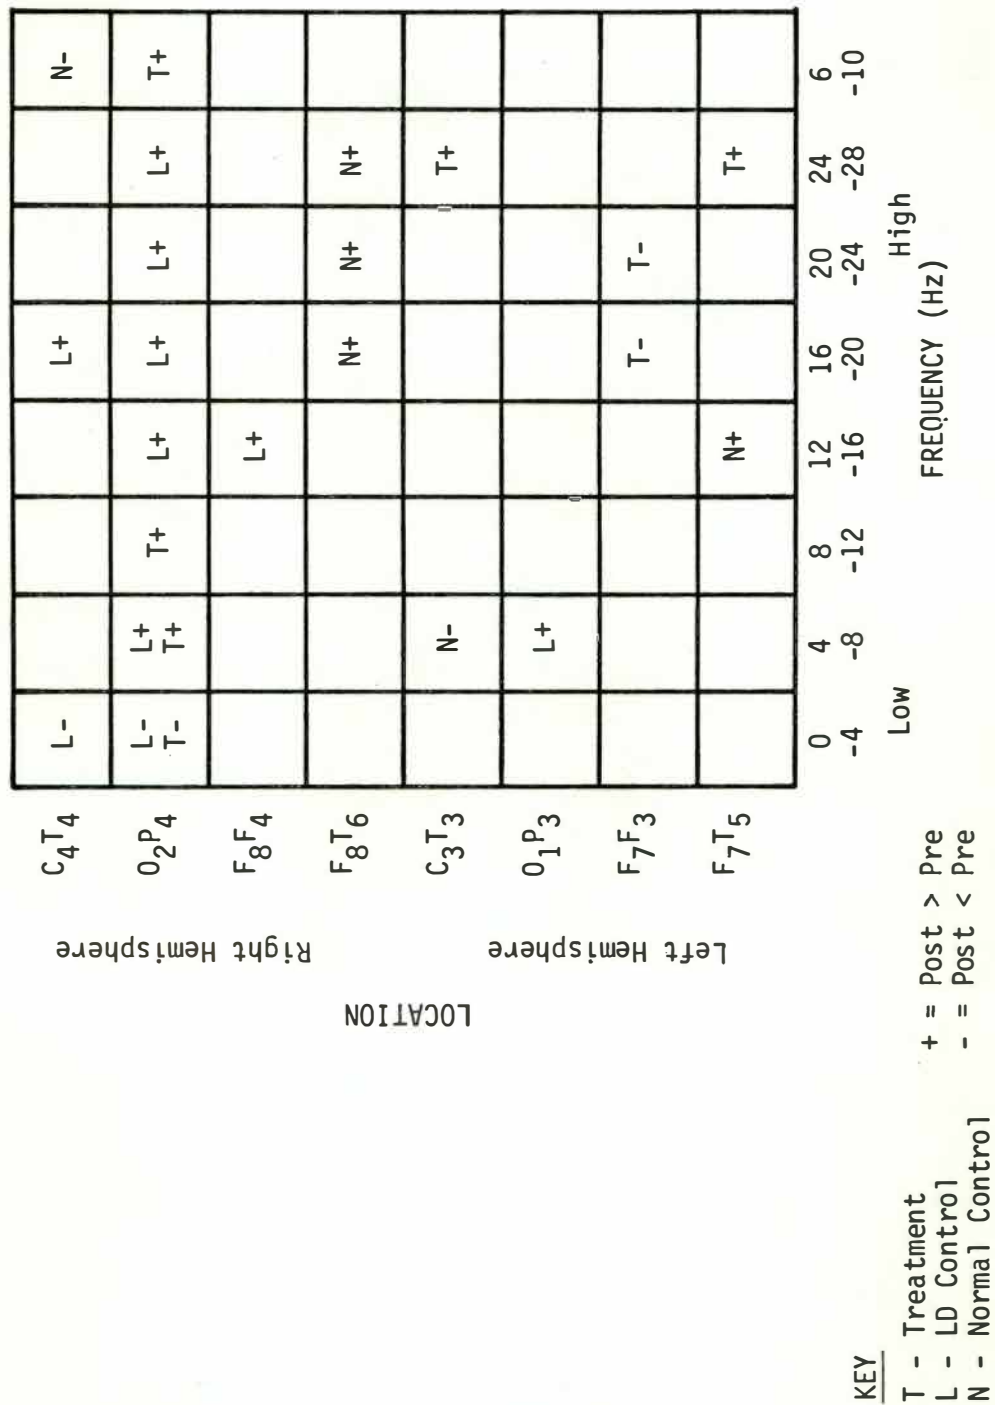 LOCATION
Right Hemisphere
Left Hemisphere
C4T4 L- L+ N-
O2P4 L- L+ T+ L+ L+ L+ L+ T+
T- T+
F8F4 L+
F8T6 N+ N+ N+
C3T3 N- T+
O1P3 L+
F7F3 T- T-
F7T5 N+ T+
0 4 8 12 16 20 24 6
-4 -8 -12 -16 -20 -24 -28 -10
Low High
FREQUENCY (Hz)
KEY
T - Treatment
L - LD Control
N - Normal Control
+ = Post > Pre
- = Post < Pre